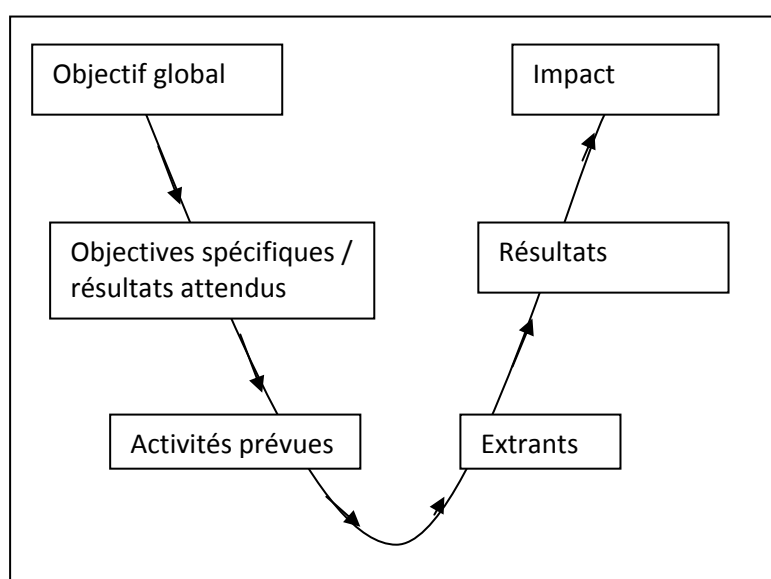 Objectif global
Impact
Objectives spécifiques /
résultats attendus
Résultats
Activités prévues
Extrants